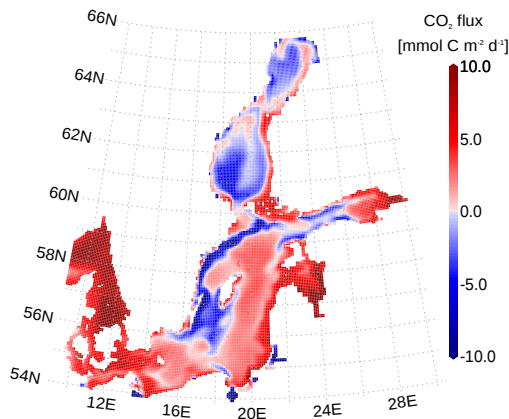 CO₂ flux
[mmol C m⁻² d⁻¹]
10.0
5.0
0.0
-5.0
-10.0
66N
64N
62N
60N
58N
56N
54N
12E
16E
20E
24E
28E